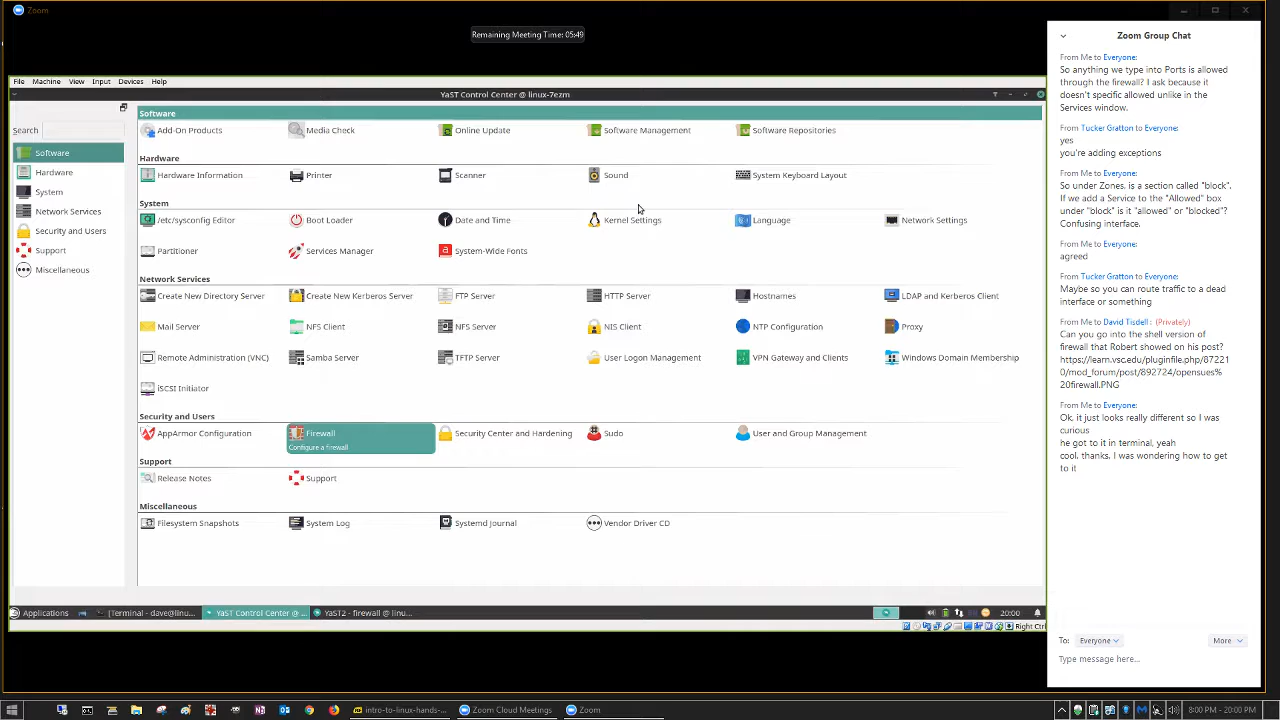 Zoom
Remaining Meeting Time: 05:49
File Machine View Input Devices Help
YaST Control Center @ linux-7ezm
Search
Software
Hardware
System
Network Services
Security and Users
Support
Miscellaneous
Software
Add-On Products Media Check Online Update Software Management Software Repositories
Hardware
Hardware Information Printer Scanner Sound System Keyboard Layout
System
/etc/sysconfig Editor Boot Loader Date and Time Kernel Settings Language Network Settings
Partitioner Services Manager System-Wide Fonts
Network Services
Create New Directory Server Create New Kerberos Server FTP Server HTTP Server Hostnames LDAP and Kerberos Client
Mail Server NFS Client NFS Server NIS Client NTP Configuration Proxy
Remote Administration (VNC) Samba Server TFTP Server User Logon Management VPN Gateway and Clients Windows Domain Membership
iSCSI Initiator
Security and Users
AppArmor Configuration Firewall Security Center and Hardening Sudo User and Group Management
Configure a firewall
Support
Release Notes Support
Miscellaneous
Filesystem Snapshots System Log Systemd Journal Vendor Driver CD
Applications [Terminal - dave@linu... YaST Control Center @ ... YaST2 - firewall @ linu... 20:00
Right Ctrl
Zoom Group Chat
From Me to Everyone:
So anything we type into Ports is allowed
through the firewall? I ask because it
doesn't specific allowed unlike in the
Services window.
From Tucker Gratton to Everyone:
yes
you're adding exceptions
From Me to Everyone:
So under Zones, is a section called "block".
If we add a Service to the "Allowed" box
under "block" is it "allowed" or "blocked"?
Confusing interface.
From Me to Everyone:
agreed
From Tucker Gratton to Everyone:
Maybe so you can route traffic to a dead
interface or something
From Me to David Tisdell : (Privately)
Can you go into the shell version of
firewall that Robert showed on his post?
https://learn.vsc.edu/pluginfile.php/87221
0/mod_forum/post/892724/opensues%
20firewall.PNG
From Me to Everyone:
Ok, it just looks really different so I was
curious
he got to it in terminal, yeah
cool, thanks, I was wondering how to get
to it
To: Everyone More
Type message here...
intro-to-linux-hands-... Zoom Cloud Meetings Zoom 8:00 PM - 20:00 PM